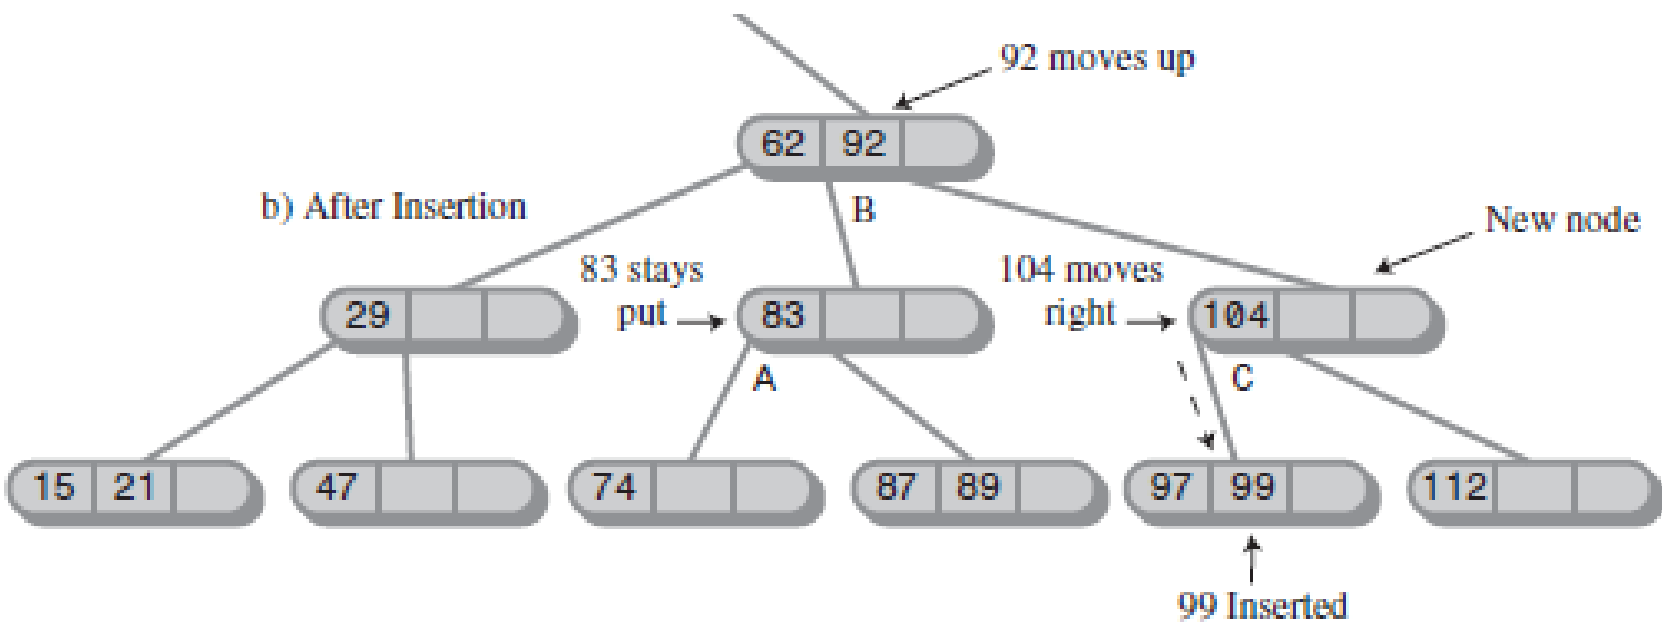 92 moves up
62 92
b) After Insertion
B
New node
83 stays
put
104 moves
right
29
83
104
A
C
15 21
47
74
87 89
97 99
112
99 Inserted